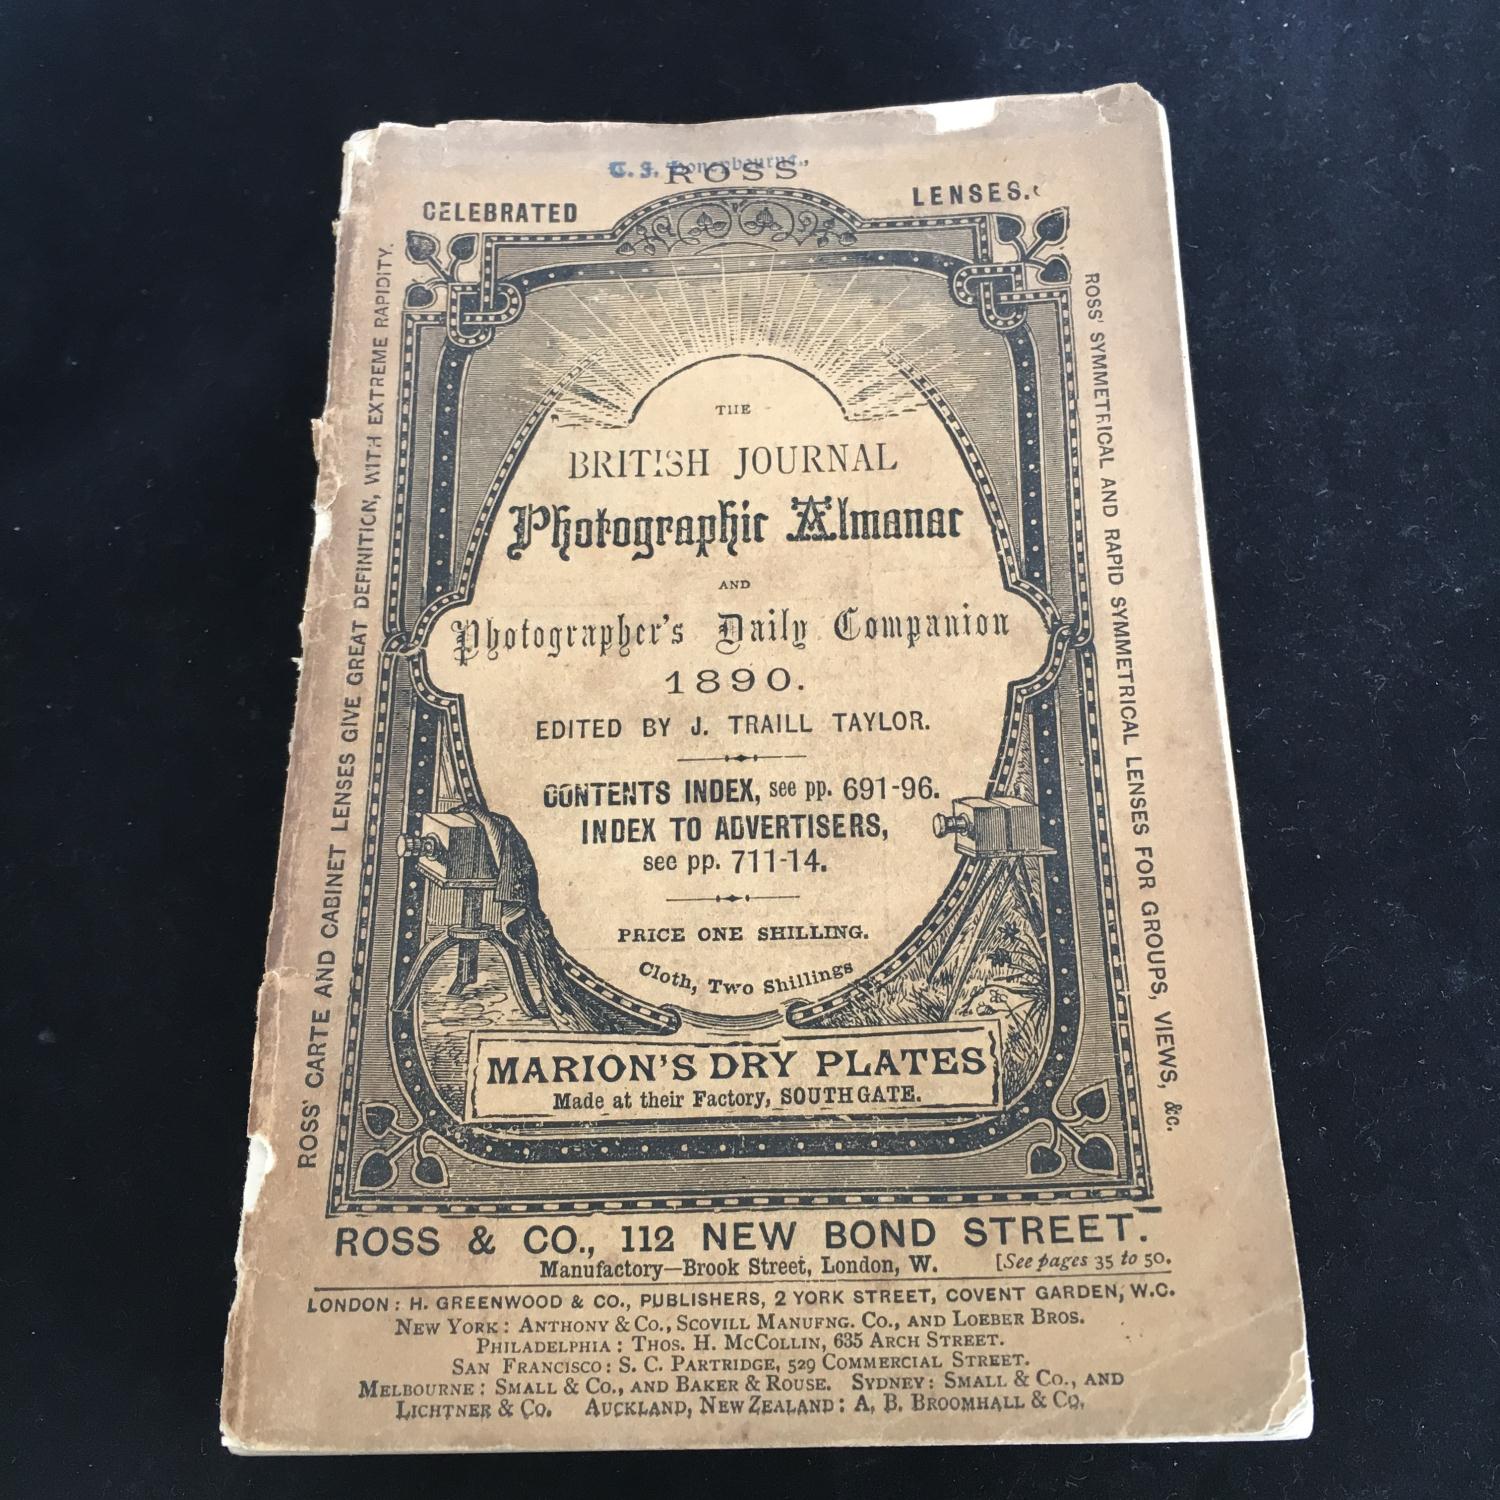 ROSS'
CELEBRATED LENSES.
ROSS' CARTE AND CABINET LENSES GIVE GREAT DEFINITION, WITH EXTREME RAPIDITY.
ROSS' SYMMETRICAL AND RAPID SYMMETRICAL LENSES FOR GROUPS, VIEWS, &c.
THE
BRITISH JOURNAL
Photographic Almanac
AND
Photographer's Daily Companion
1890.
EDITED BY J. TRAILL TAYLOR.
CONTENTS INDEX, see pp. 691-96.
INDEX TO ADVERTISERS,
see pp. 711-14.
PRICE ONE SHILLING.
Cloth, Two Shillings
MARION'S DRY PLATES
Made at their Factory, SOUTHGATE.
ROSS & CO., 112 NEW BOND STREET.
Manufactory—Brook Street, London, W. [See pages 35 to 50.
LONDON: H. GREENWOOD & CO., PUBLISHERS, 2 YORK STREET, COVENT GARDEN, W.C.
NEW YORK: ANTHONY & CO., SCOVILL MANUFNG. CO., AND LOEBER BROS.
PHILADELPHIA: THOS. H. MCCOLLIN, 635 ARCH STREET.
SAN FRANCISCO: S. C. PARTRIDGE, 529 COMMERCIAL STREET.
MELBOURNE: SMALL & CO., AND BAKER & ROUSE. SYDNEY: SMALL & CO., AND
LICHTNER & CO. AUCKLAND, NEW ZEALAND: A. B. BROOMHALL & CO.